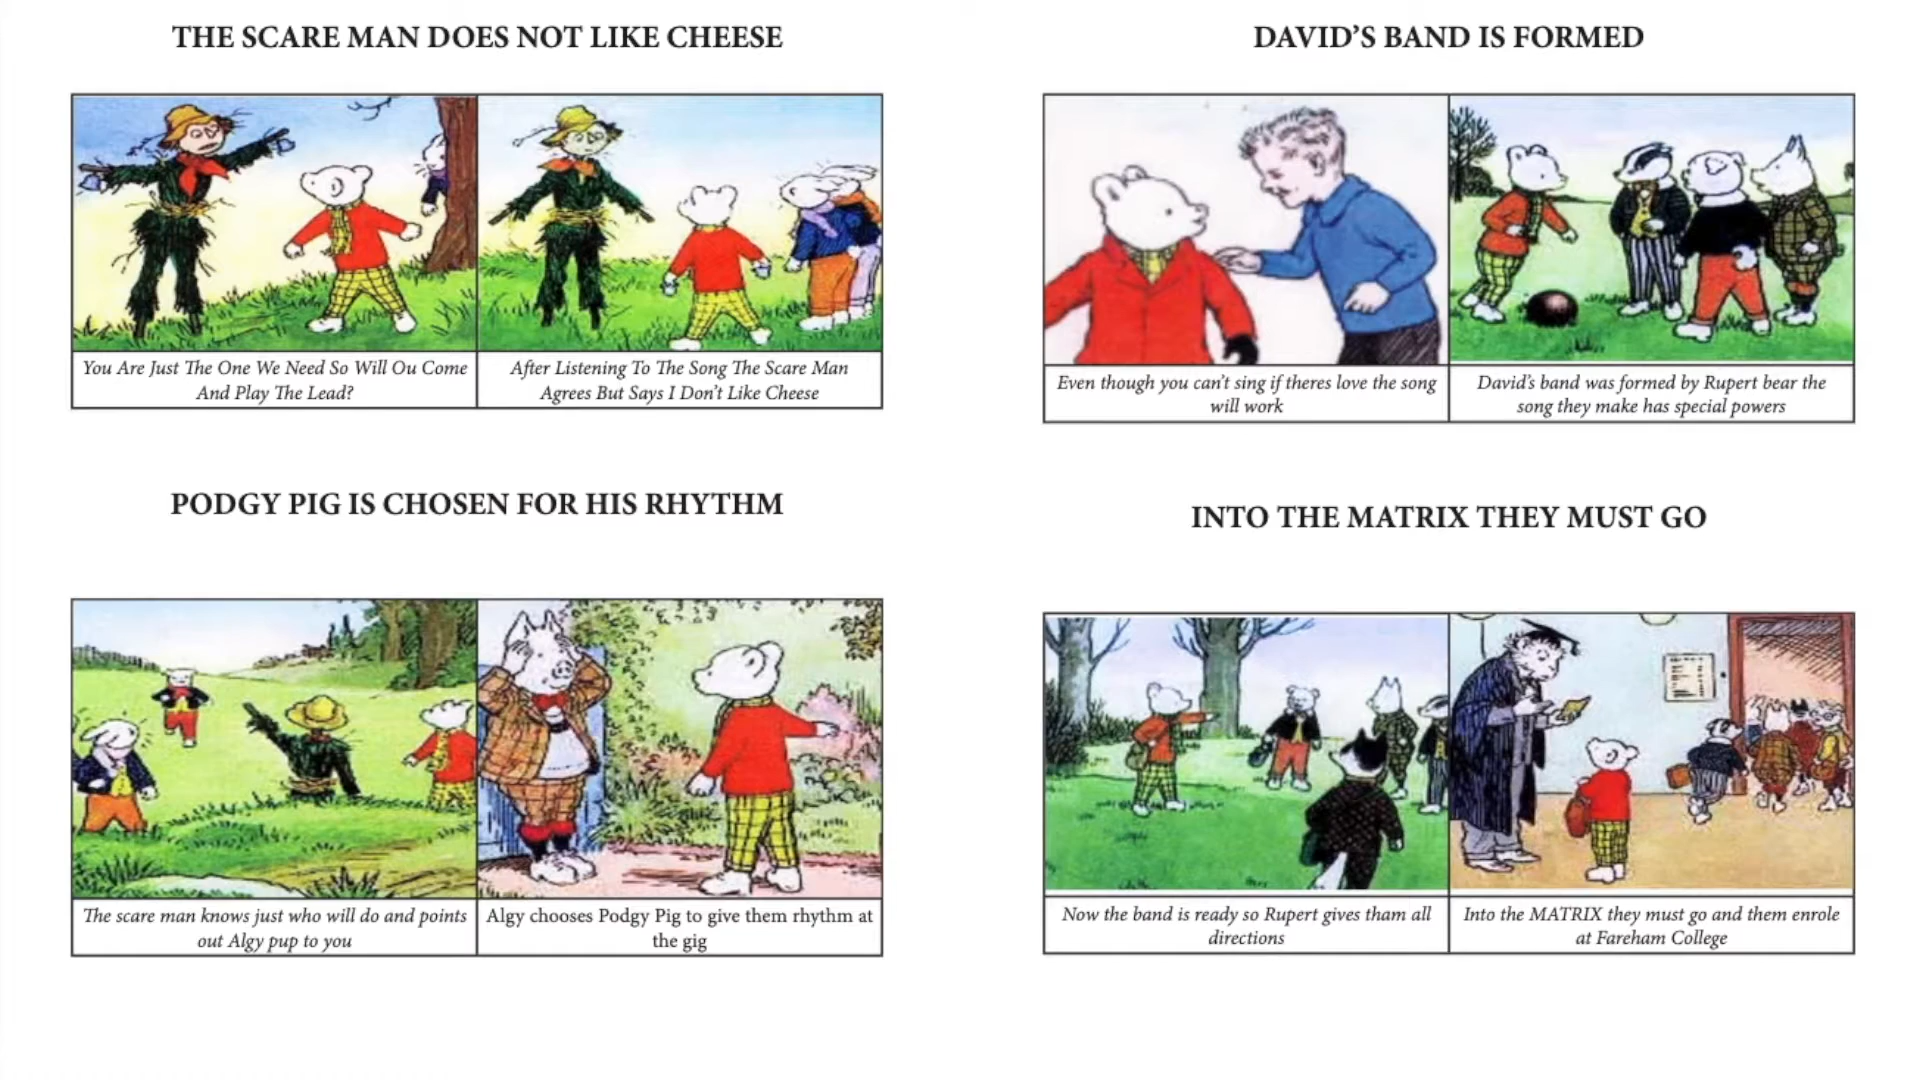 THE SCARE MAN DOES NOT LIKE CHEESE
You Are Just The One We Need So Will Ou Come
And Play The Lead?
After Listening To The Song The Scare Man
Agrees But Says I Don't Like Cheese
PODGY PIG IS CHOSEN FOR HIS RHYTHM
The scare man knows just who will do and points
out Algy pup to you
Algy chooses Podgy Pig to give them rhythm at
the gig
DAVID'S BAND IS FORMED
Even though you can't sing if theres love the song
will work
David's band was formed by Rupert bear the
song they make has special powers
INTO THE MATRIX THEY MUST GO
Now the band is ready so Rupert gives tham all
directions
Into the MATRIX they must go and them enrole
at Fareham College